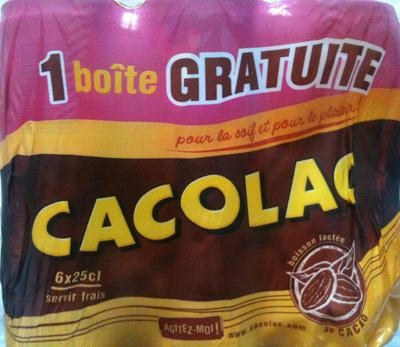 1 boîte GRATUITE
pour la soif et pour le plaisir!
CACOLAC
6x25cl
servir frais
boisson lactée
au CACAO
AGITEZ-MOI!
www.cacolac.com